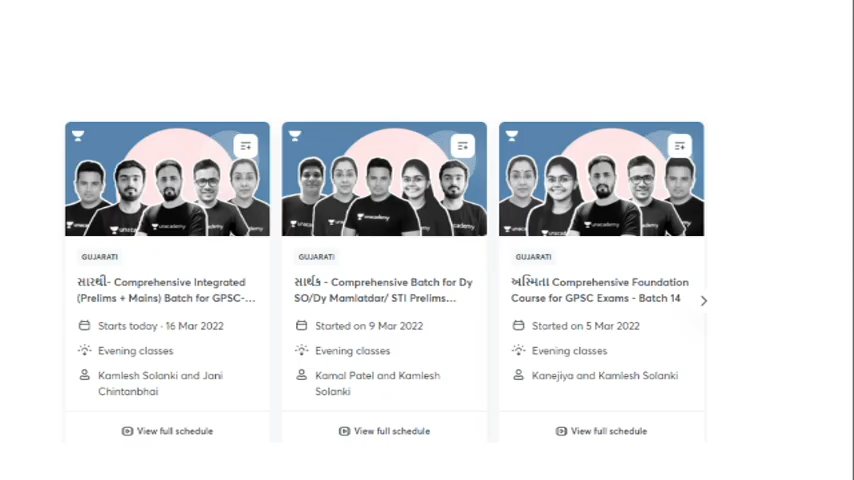 GUJARATI
સારથી- Comprehensive Integrated
(Prelims + Mains) Batch for GPSC-...
Starts today · 16 Mar 2022
Evening classes
Kamlesh Solanki and Jani
Chintanbhai
View full schedule
unacademy
GUJARATI
સાર્થક - Comprehensive Batch for Dy
SO/Dy Mamlatdar/ STI Prelims...
Started on 9 Mar 2022
Evening classes
Kamal Patel and Kamlesh
Solanki
View full schedule
unacademy
GUJARATI
અસ્મિતા Comprehensive Foundation
Course for GPSC Exams - Batch 14
Started on 5 Mar 2022
Evening classes
Kanejiya and Kamlesh Solanki
View full schedule
unacademy